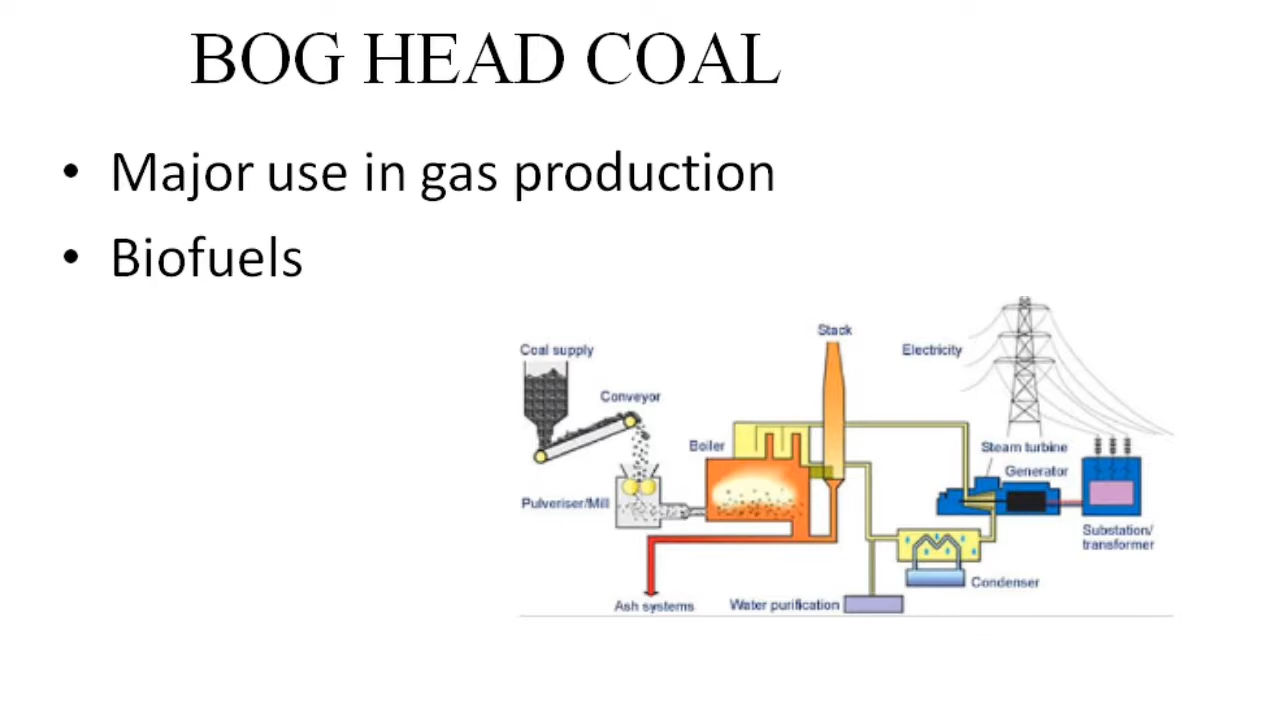 BOG HEAD COAL
• Major use in gas production
• Biofuels
Stack
Coal supply
Electricity
Conveyor
Boiler
Steam turbine
Generator
Pulveriser/Mill
Substation/
transformer
Condenser
Ash systems
Water purification